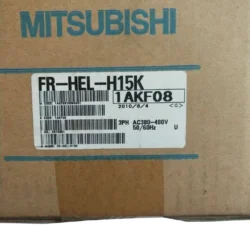 MITSUBISHI
FR-HEL-H15K
1AKF08
2010/6/4 <C>
3PH AC380-480V
50/60Hz U